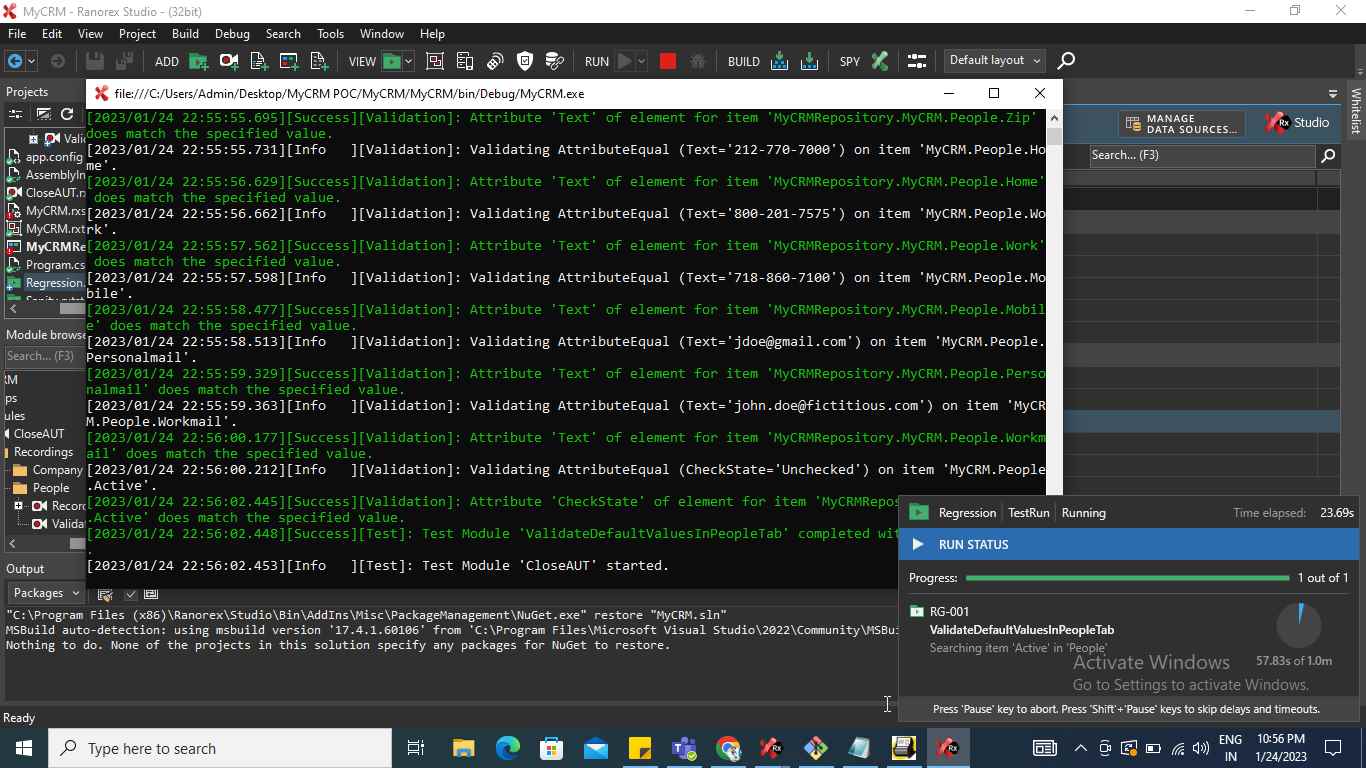 MyCRM - Ranorex Studio - (32bit)
File Edit View Project Build Debug Search Tools Window Help
ADD VIEW RUN BUILD SPY Default layout
Projects
file:///C:/Users/Admin/Desktop/MyCRM POC/MyCRM/MyCRM/bin/Debug/MyCRM.exe
Whitelist
MANAGE
DATA SOURCES...
Rx Studio
Search... (F3)
app.config
CloseAUT.
MyCRM.rxs
MyCRM.rxt
MyCRMRe
Program.cs
Regression.
[2023/01/24 22:55:55.695][Success][Validation]: Attribute 'Text' of element for item 'MyCRMRepository.MyCRM.People.Zip'
does match the specified value.
[2023/01/24 22:55:55.731][Info   ][Validation]: Validating AttributeEqual (Text='212-770-7000') on item 'MyCRM.People.Ho
me'.
[2023/01/24 22:55:56.629][Success][Validation]: Attribute 'Text' of element for item 'MyCRMRepository.MyCRM.People.Home'
does match the specified value.
[2023/01/24 22:55:56.662][Info   ][Validation]: Validating AttributeEqual (Text='800-201-7575') on item 'MyCRM.People.Wo
rk'.
[2023/01/24 22:55:57.562][Success][Validation]: Attribute 'Text' of element for item 'MyCRMRepository.MyCRM.People.Work'
does match the specified value.
[2023/01/24 22:55:57.598][Info   ][Validation]: Validating AttributeEqual (Text='718-860-7100') on item 'MyCRM.People.Mo
bile'.
[2023/01/24 22:55:58.477][Success][Validation]: Attribute 'Text' of element for item 'MyCRMRepository.MyCRM.People.Mobil
e' does match the specified value.
[2023/01/24 22:55:58.513][Info   ][Validation]: Validating AttributeEqual (Text='jdoe@gmail.com') on item 'MyCRM.People.
Personalmail'.
[2023/01/24 22:55:59.329][Success][Validation]: Attribute 'Text' of element for item 'MyCRMRepository.MyCRM.People.Perso
nalmail' does match the specified value.
[2023/01/24 22:55:59.363][Info   ][Validation]: Validating AttributeEqual (Text='john.doe@fictitious.com') on item 'MyCR
M.People.Workmail'.
[2023/01/24 22:56:00.177][Success][Validation]: Attribute 'Text' of element for item 'MyCRMRepository.MyCRM.People.Workm
ail' does match the specified value.
[2023/01/24 22:56:00.212][Info   ][Validation]: Validating AttributeEqual (CheckState='Unchecked') on item 'MyCRM.People
.Active'.
[2023/01/24 22:56:02.445][Success][Validation]: Attribute 'CheckState' of element for item 'MyCRMRepos
.Active' does match the specified value.
[2023/01/24 22:56:02.448][Success][Test]: Test Module 'ValidateDefaultValuesInPeopleTab' completed wit
.
[2023/01/24 22:56:02.453][Info   ][Test]: Test Module 'CloseAUT' started.
Module browse
Search... (F3)
RM
ps
ules
CloseAUT
Recordings
Company
People
Recor
Valida
Output
Packages
"C:\Program Files (x86)\Ranorex\Studio\Bin\AddIns\Misc\PackageManagement\NuGet.exe" restore "MyCRM.sln"
MSBuild auto-detection: using msbuild version '17.4.1.60106' from 'C:\Program Files\Microsoft Visual Studio\2022\Community\MSBui
Nothing to do. None of the projects in this solution specify any packages for NuGet to restore.
Ready
Regression TestRun Running Time elapsed: 23.69s
RUN STATUS
Progress: 1 out of 1
RG-001
ValidateDefaultValuesInPeopleTab
Searching item 'Active' in 'People'
57.83s of 1.0m
Activate Windows
Go to Settings to activate Windows.
Press 'Pause' key to abort. Press 'Shift'+'Pause' keys to skip delays and timeouts.
Type here to search
ENG
IN
10:56 PM
1/24/2023